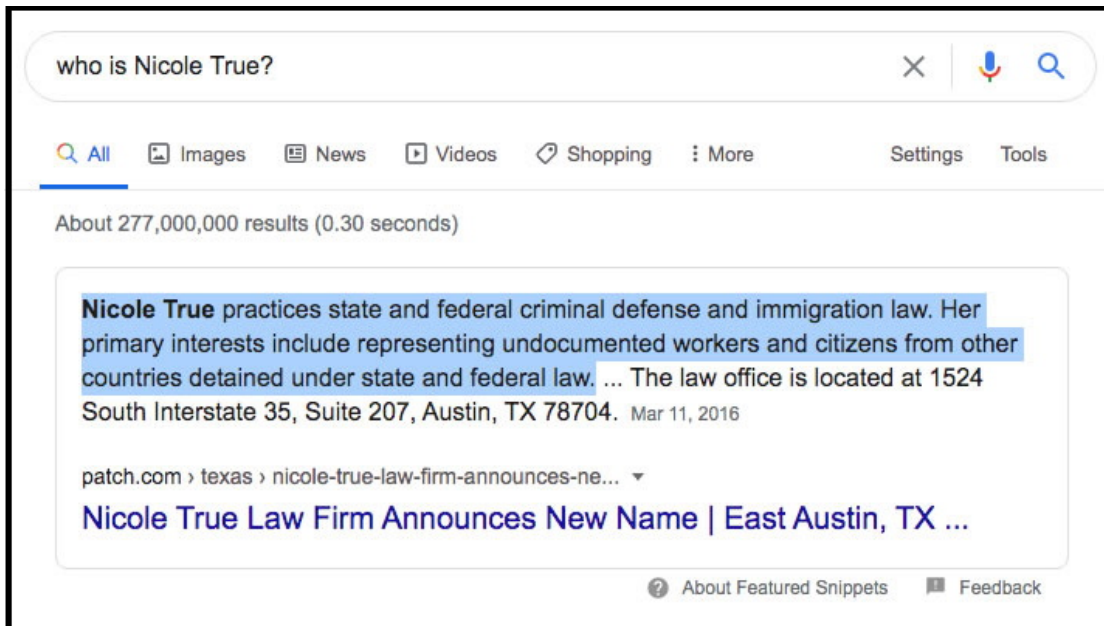 who is Nicole True?
All Images News Videos Shopping More Settings Tools
About 277,000,000 results (0.30 seconds)
Nicole True practices state and federal criminal defense and immigration law. Her
primary interests include representing undocumented workers and citizens from other
countries detained under state and federal law. ... The law office is located at 1524
South Interstate 35, Suite 207, Austin, TX 78704. Mar 11, 2016
patch.com › texas › nicole-true-law-firm-announces-ne...
Nicole True Law Firm Announces New Name | East Austin, TX ...
About Featured Snippets Feedback